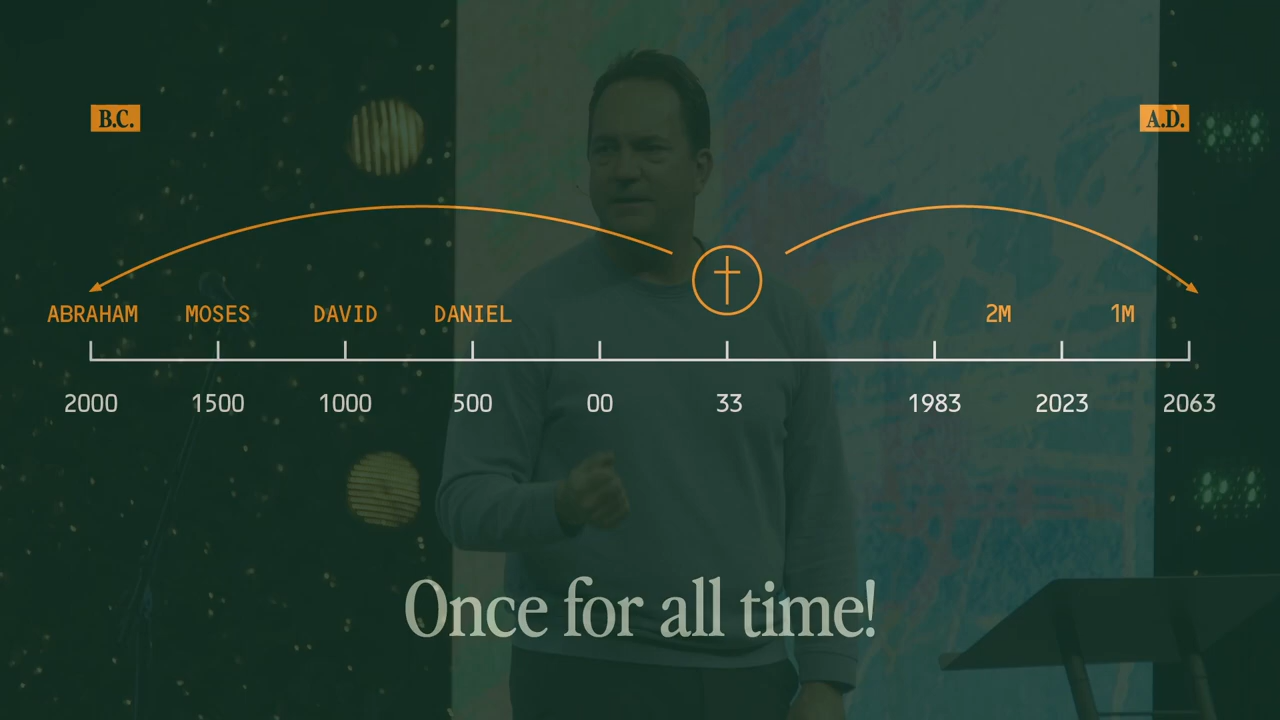 B.C. A.D.
ABRAHAM MOSES DAVID DANIEL 2M 1M
2000 1500 1000 500 00 33 1983 2023 2063
Once for all time!